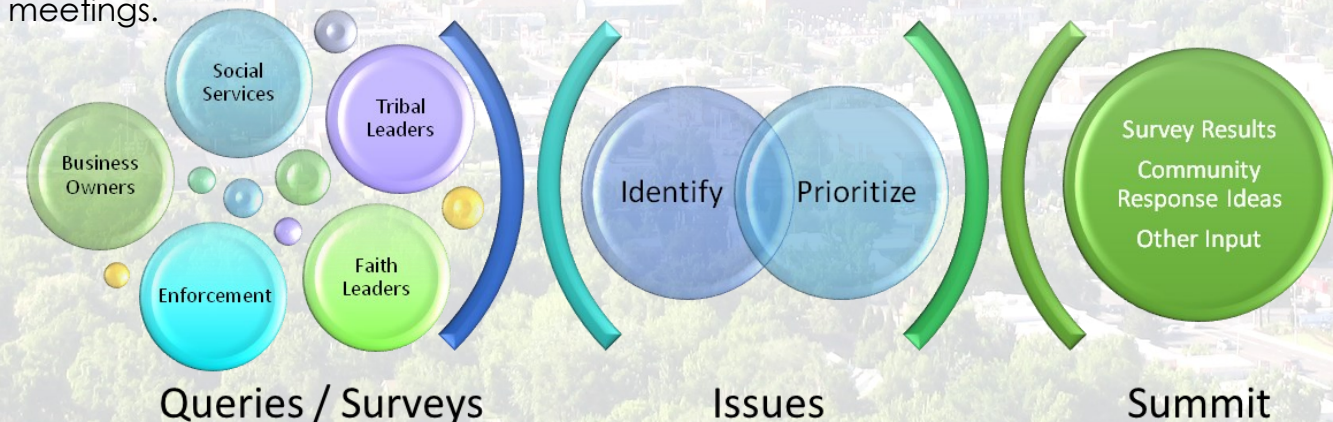 meetings.
Social
Services
Tribal
Leaders
Business
Owners
Enforcement
Faith
Leaders
Identify
Prioritize
Survey Results
Community
Response Ideas
Other Input
Queries / Surveys
Issues
Summit